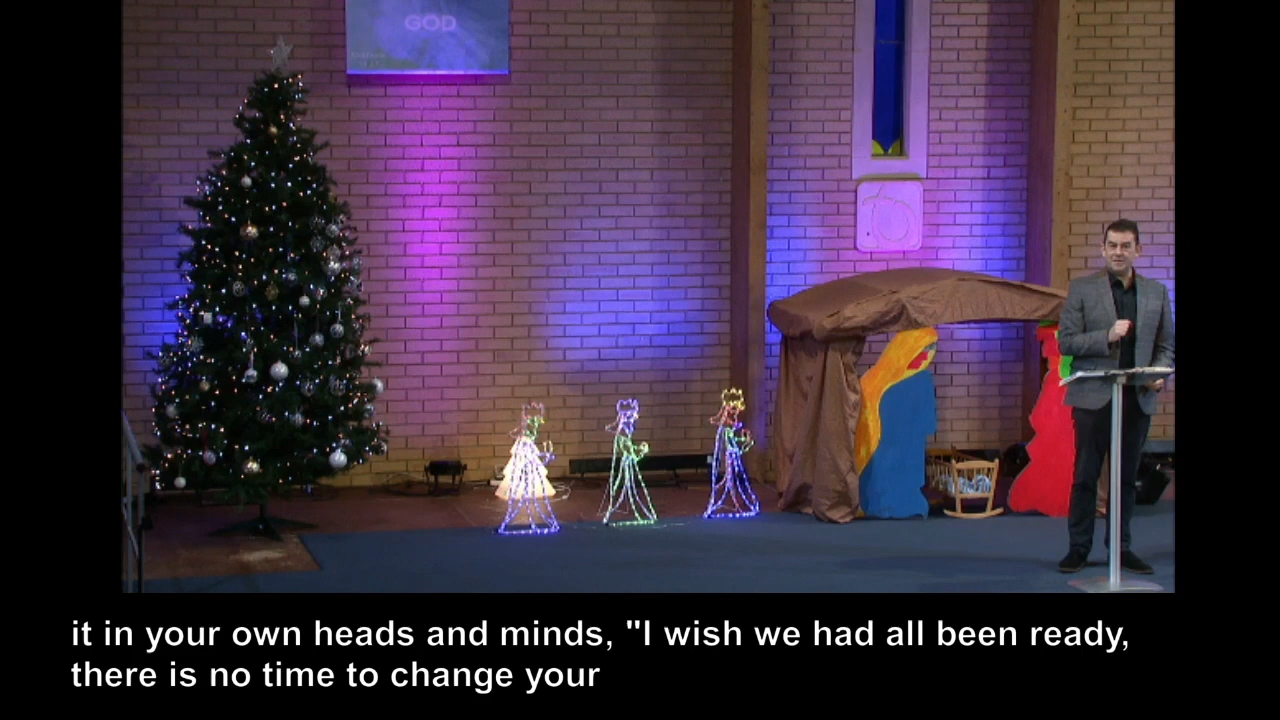 GOD
it in your own heads and minds, "I wish we had all been ready,
there is no time to change your